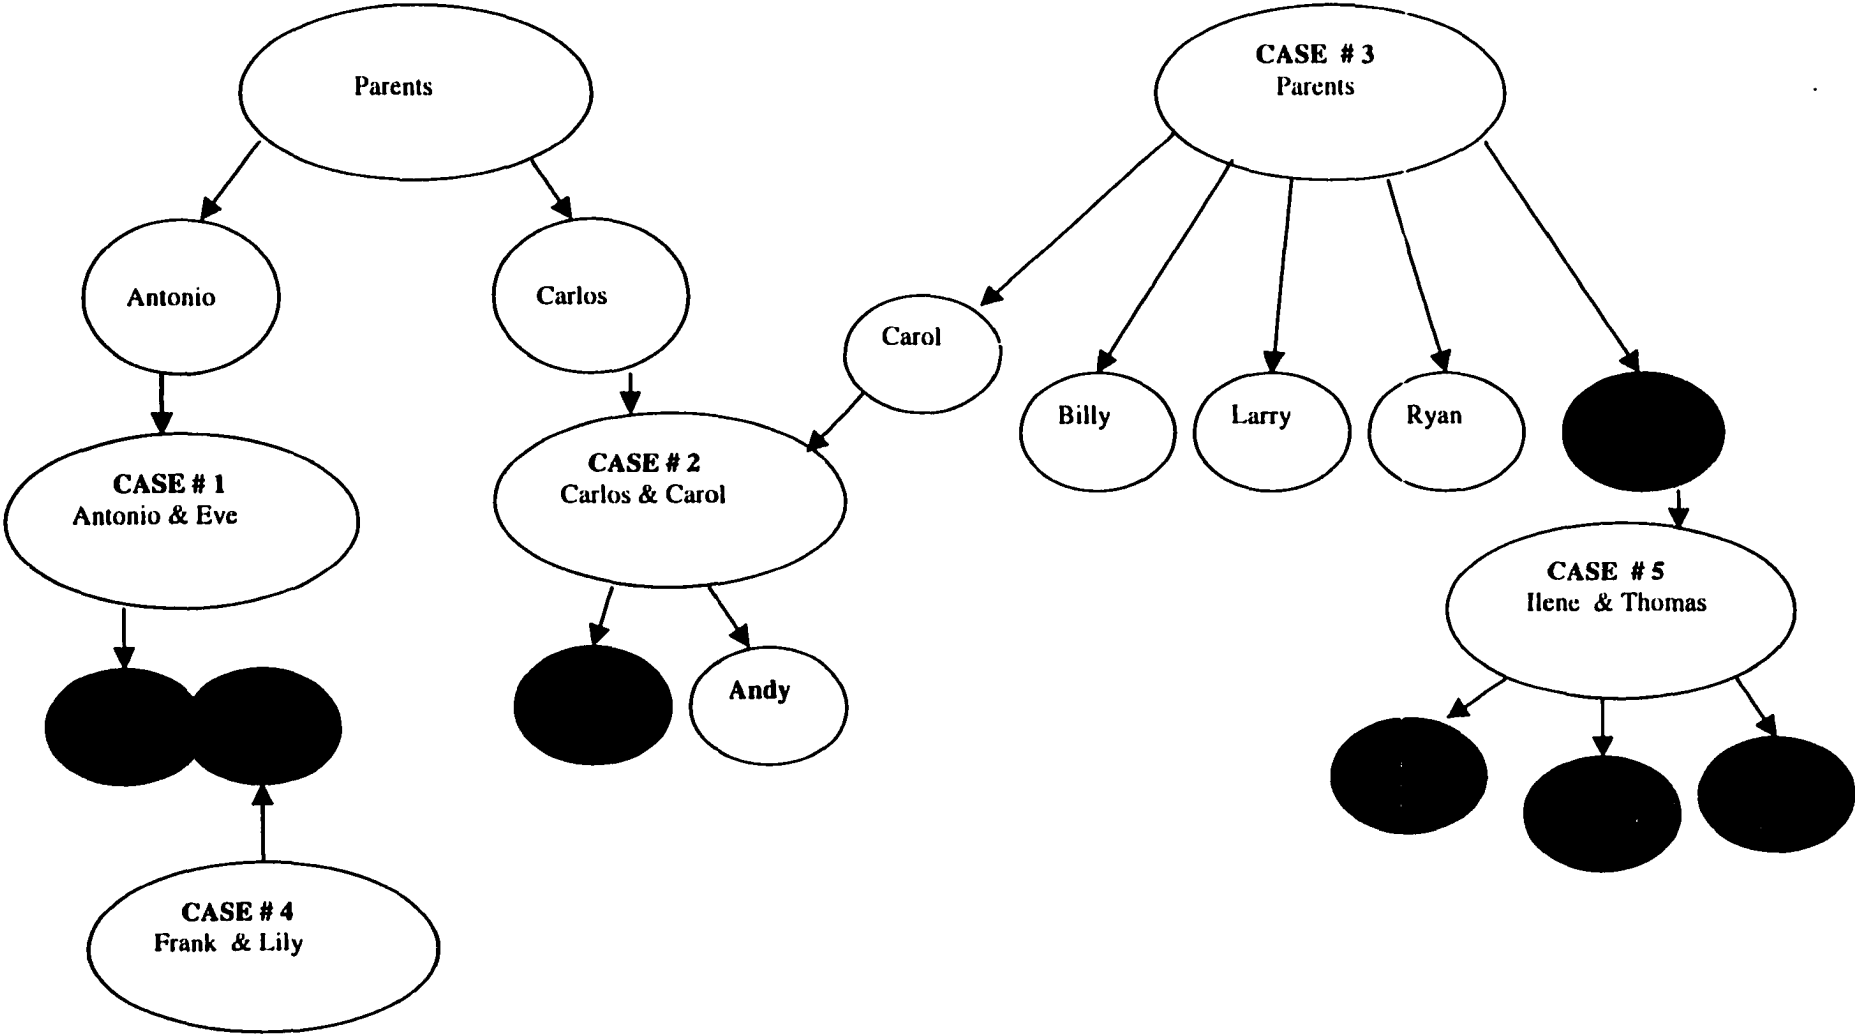 Parents
CASE # 3
Parents
Antonio
Carlos
Carol
Billy
Larry
Ryan
CASE # 1
Antonio & Eve
CASE # 2
Carlos & Carol
CASE # 5
Ilene & Thomas
Andy
CASE # 4
Frank & Lily